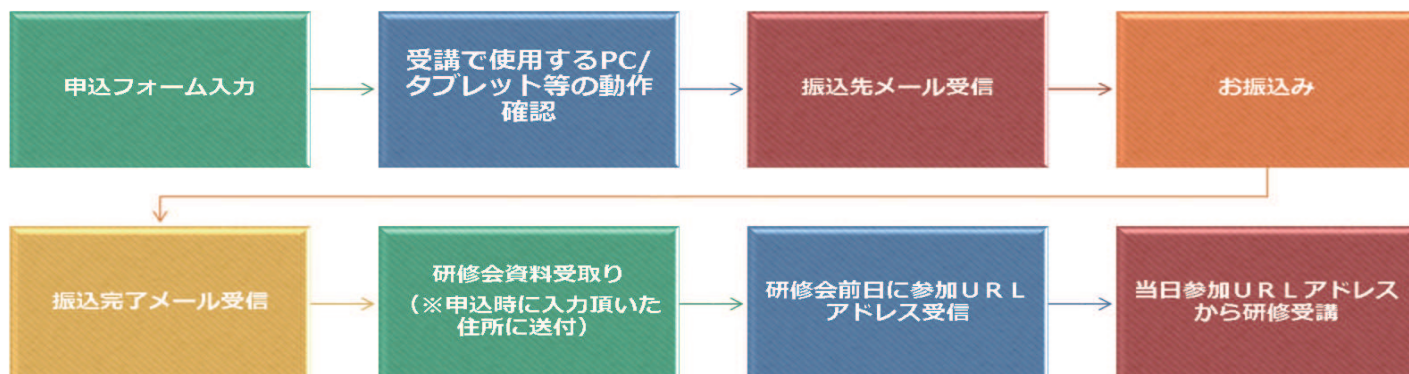 申込フォーム入力
受講で使用するPC/
タブレット等の動作
確認
振込先メール受信
お振込み
振込完了メール受信
研修会資料受取り
（※申込時に入力頂いた
住所に送付）
研修会前日に参加ＵＲＬ
アドレス受信
当日参加ＵＲＬアドレス
から研修受講